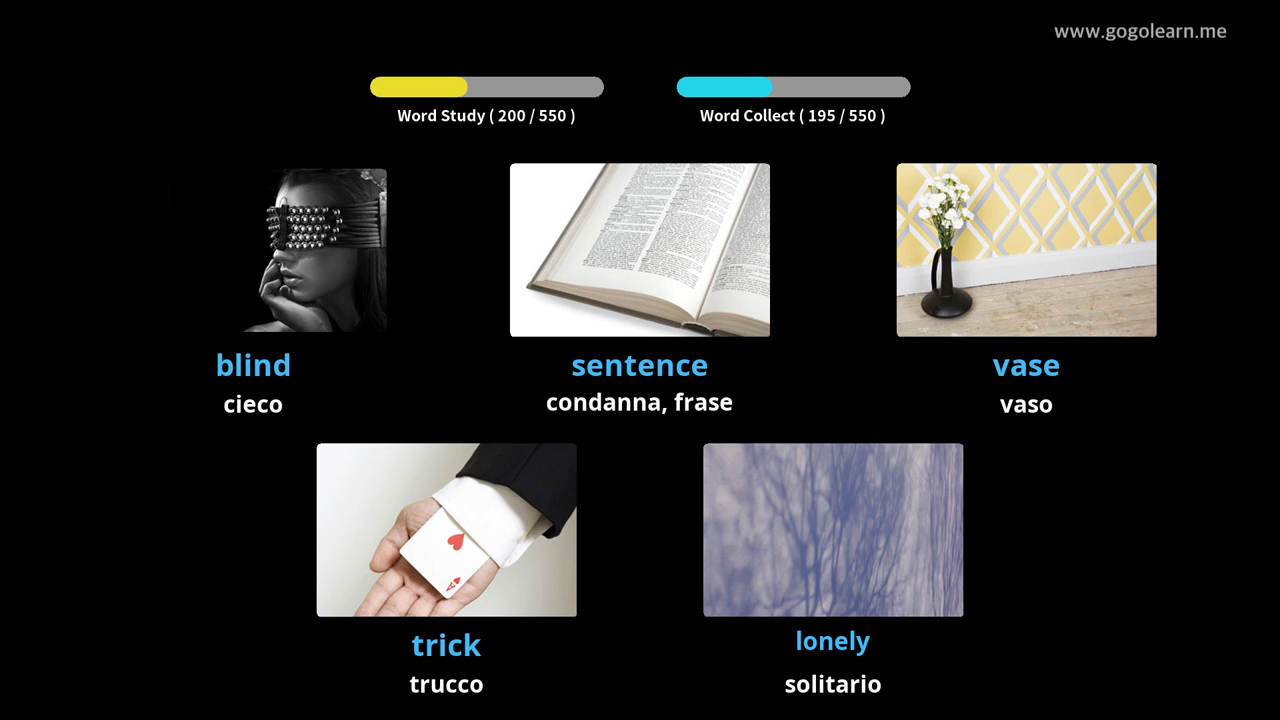 www.gogolearn.me
Word Study ( 200 / 550 )
Word Collect ( 195 / 550 )
blind
cieco
sentence
condanna, frase
vase
vaso
trick
trucco
lonely
solitario